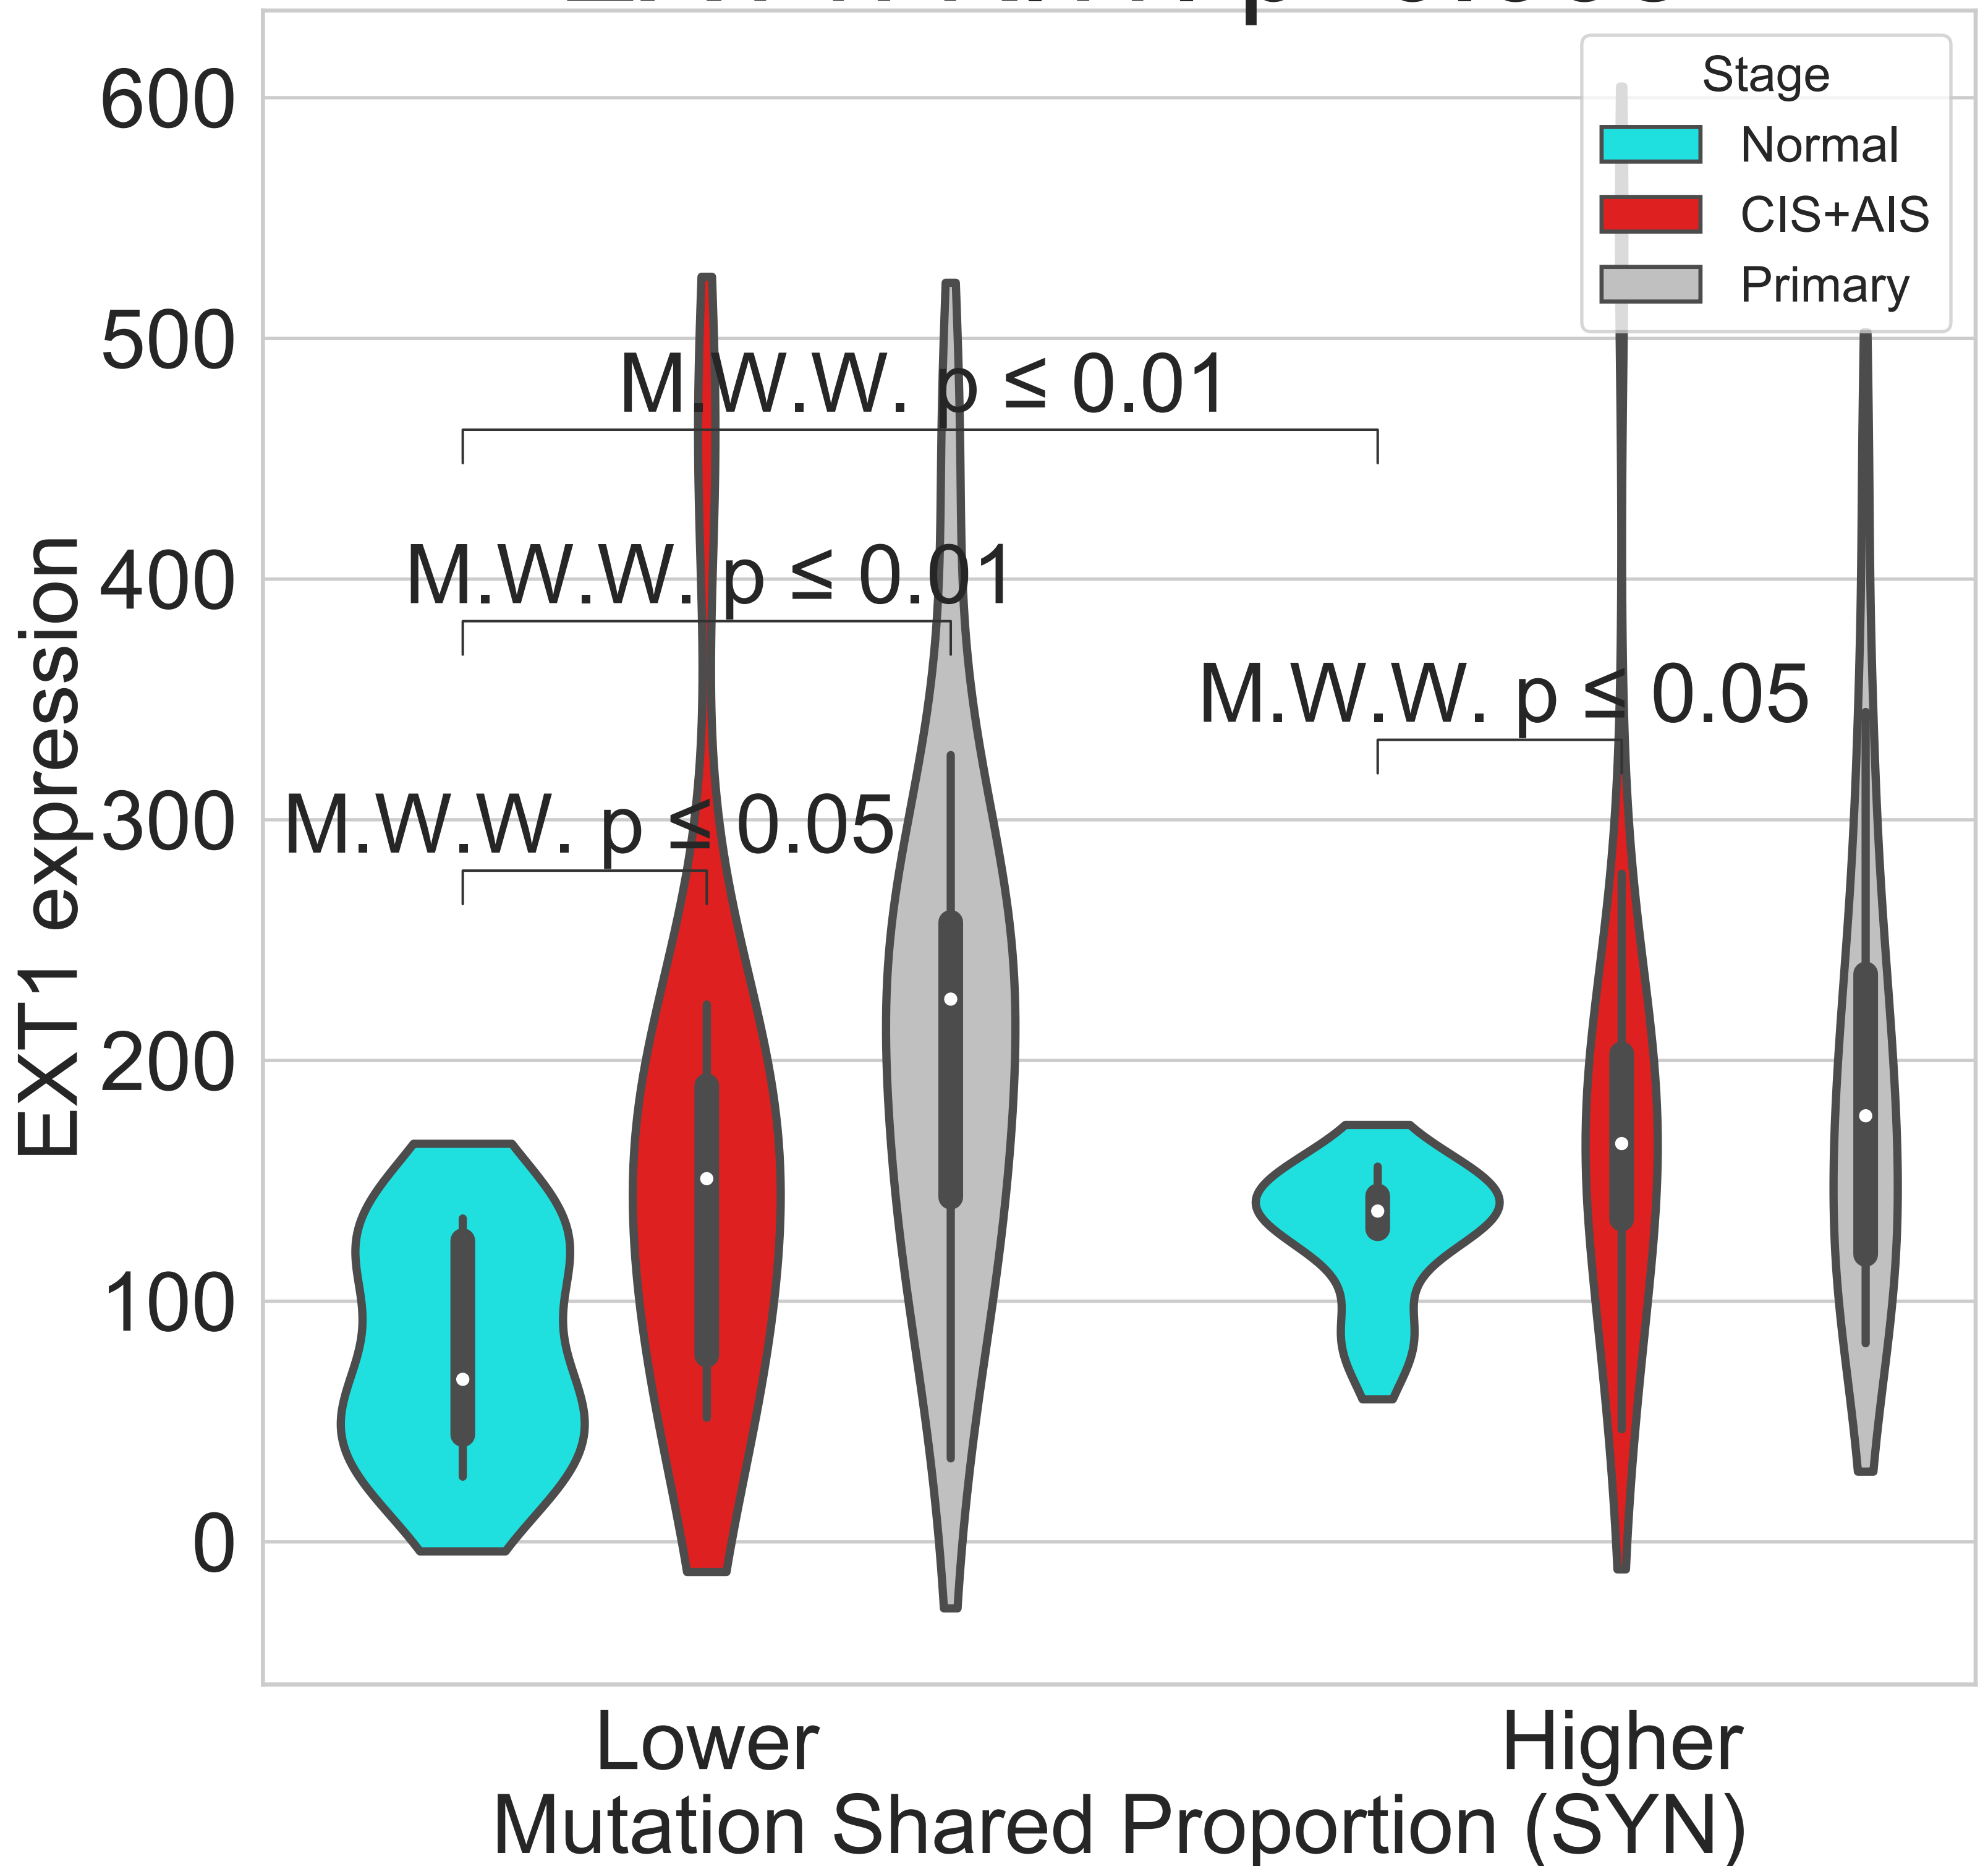 Stage
Normal
CIS+AIS
Primary
600
500
400
300
200
100
0
EXT1 expression
M.W.W. p ≤ 0.01
M.W.W. p ≤ 0.01
M.W.W. p ≤ 0.05
M.W.W. p ≤ 0.05
Lower
Higher
Mutation Shared Proportion (SYN)